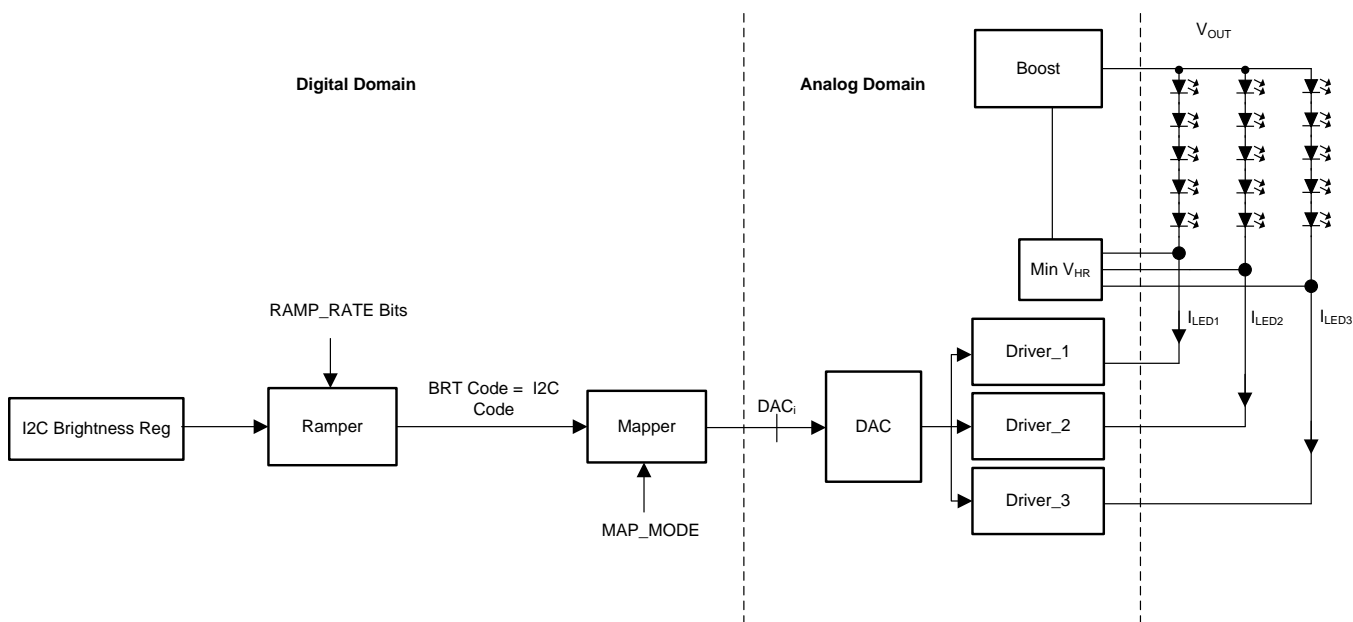 V_OUT
Boost
Digital Domain
Analog Domain
Min V_HR
RAMP_RATE Bits
I_LED1
I_LED2
I_LED3
Driver_1
BRT Code = I2C
Code
DAC_i
I2C Brightness Reg
Ramper
Mapper
DAC
Driver_2
Driver_3
MAP_MODE